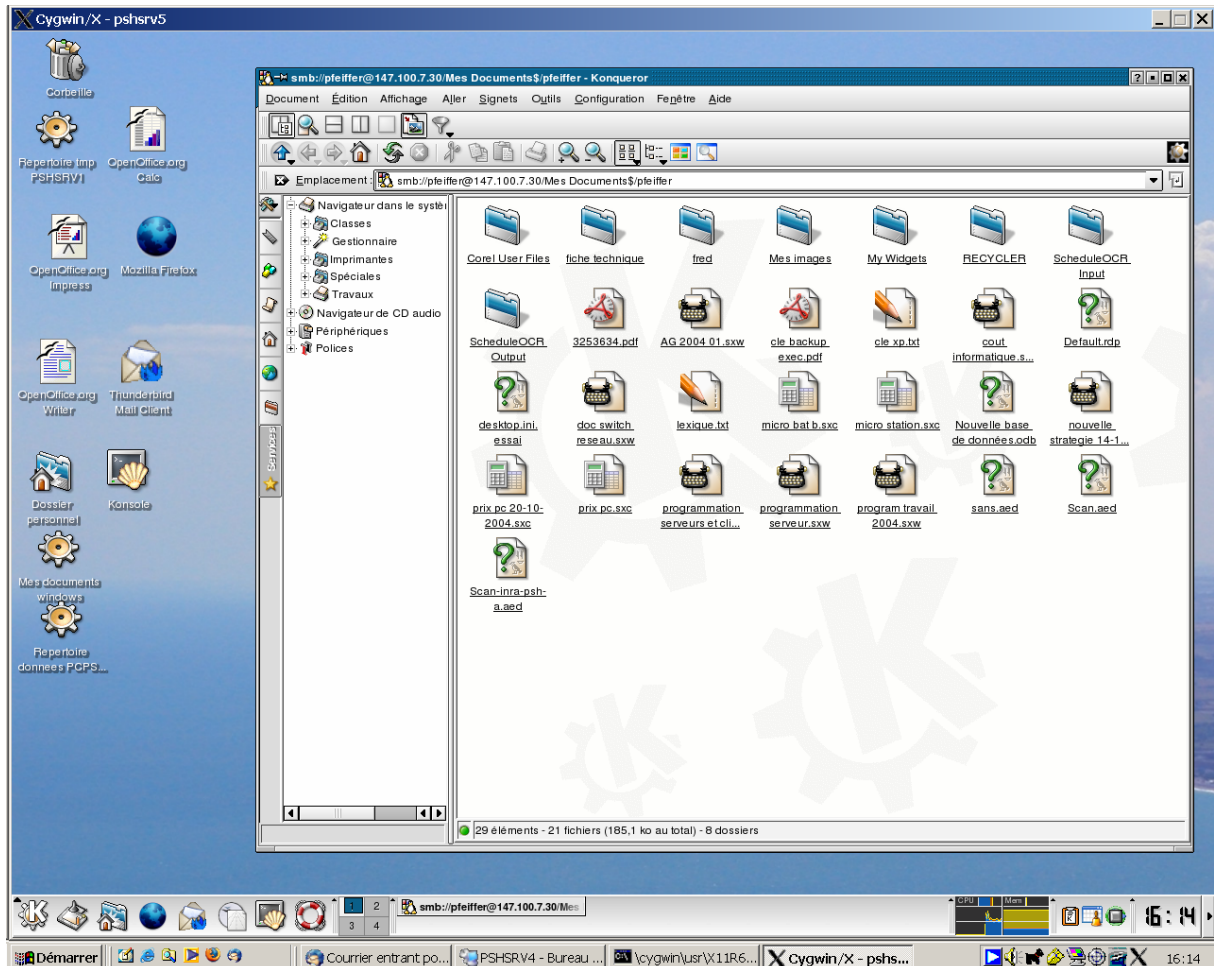 Cygwin/X - pshsrv5
Corbeille
Repertoire tmp
PSHSRV1
OpenOffice.org
Calc
OpenOffice.org
Impress
Mozilla Firefox
OpenOffice.org
Writer
Thunderbird
Mail Client
Dossier
personnel
Konsole
Mes documents
windows
Repertoire
donnees PCPS...
smb://pfeiffer@147.100.7.30/Mes Documents$/pfeiffer - Konqueror
Document Édition Affichage Aller Signets Outils Configuration Fenêtre Aide
Emplacement : smb://pfeiffer@147.100.7.30/Mes Documents$/pfeiffer
Services
Navigateur dans le systèr
Classes
Gestionnaire
Imprimantes
Spéciales
Travaux
Navigateur de CD audio
Périphériques
Polices
Corel User Files
fiche technique
fred
Mes images
My Widgets
RECYCLER
ScheduleOCR
Input
ScheduleOCR
Output
3253634.pdf
AG 2004 01.sxw
cle backup
exec.pdf
cle xp.txt
cout
informatique.s...
Default.rdp
desktop.ini.
essai
doc switch
reseau.sxw
lexique.txt
micro bat b.sxc
micro station.sxc
Nouvelle base
de données.odb
nouvelle
strategie 14-1...
prix pc 20-10-
2004.sxc
prix pc.sxc
programmation
serveurs et cli...
programmation
serveur.sxw
program travail
2004.sxw
sans.aed
Scan.aed
Scan-inra-psh-
a.aed
29 éléments - 21 fichiers (185,1 ko au total) - 8 dossiers
1 2
3 4
smb://pfeiffer@147.100.7.30/Mes
CPU Mem
16:14
Démarrer
Courrier entrant po...
PSHSRV4 - Bureau ...
\cygwin\usr\X11R6...
Cygwin/X - pshs...
16:14